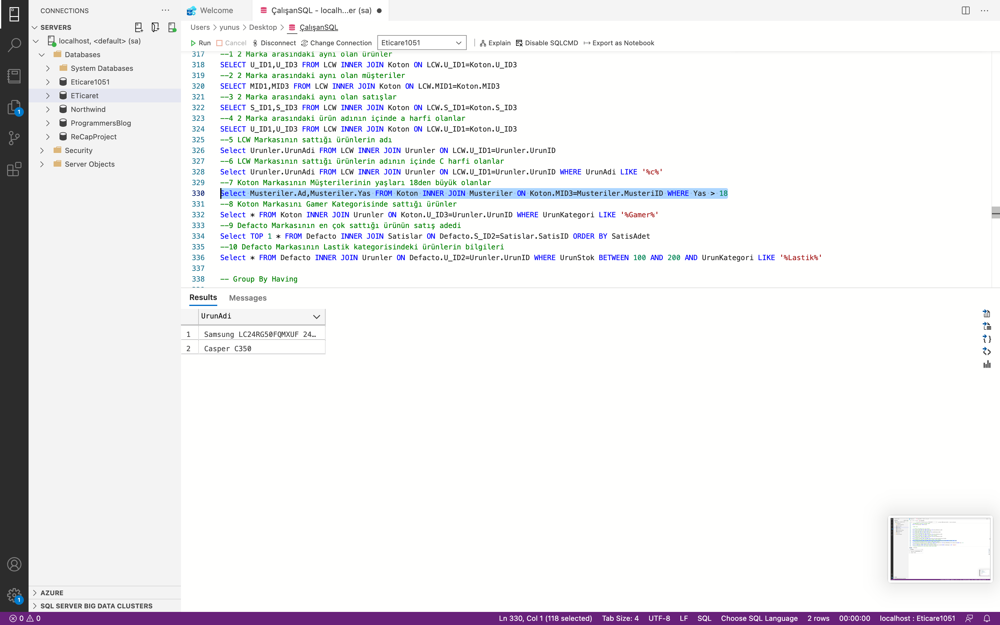 CONNECTIONS
SERVERS
localhost, <default> (sa)
Databases
System Databases
Eticare1051
ETicaret
Northwind
ProgrammersBlog
ReCapProject
Security
Server Objects
AZURE
SQL SERVER BIG DATA CLUSTERS
1
1
Welcome
ÇalışanSQL - localh...er (sa)
Users > yunus > Desktop > ÇalışanSQL
Run Cancel Disconnect Change Connection Eticare1051 Explain Disable SQLCMD Export as Notebook
317 --1 2 Marka arasındaki aynı olan ürünler
318 SELECT U_ID1,U_ID3 FROM LCW INNER JOIN Koton ON LCW.U_ID1=Koton.U_ID3
319 --2 2 Marka arasındaki aynı olan müşteriler
320 SELECT MID1,MID3 FROM LCW INNER JOIN Koton ON LCW.MID1=Koton.MID3
321 --3 2 Marka arasındaki aynı olan satışlar
322 SELECT S_ID1,S_ID3 FROM LCW INNER JOIN Koton ON LCW.S_ID1=Koton.S_ID3
323 --4 2 Marka arasındaki ürün adının içinde a harfi olanlar
324 SELECT U_ID1,U_ID3 FROM LCW INNER JOIN Koton ON LCW.U_ID1=Koton.U_ID3
325 --5 LCW Markasının sattığı ürünlerin adı
326 Select Urunler.UrunAdi FROM LCW INNER JOIN Urunler ON LCW.U_ID1=Urunler.UrunID
327 --6 LCW Markasının sattığı ürünlerin adının içinde C harfi olanlar
328 Select Urunler.UrunAdi FROM LCW INNER JOIN Urunler ON LCW.U_ID1=Urunler.UrunID WHERE UrunAdi LIKE '%c%'
329 --7 Koton Markasının Müşterilerinin yaşları 18den büyük olanlar
330 Select Musteriler.Ad,Musteriler.Yas FROM Koton INNER JOIN Musteriler ON Koton.MID3=Musteriler.MusteriID WHERE Yas > 18
331 --8 Koton Markasını Gamer Kategorisinde sattığı ürünler
332 Select * FROM Koton INNER JOIN Urunler ON Koton.U_ID3=Urunler.UrunID WHERE UrunKategori LIKE '%Gamer%'
333 --9 Defacto Markasının en çok sattığı ürünün satış adedi
334 Select TOP 1 * FROM Defacto INNER JOIN Satislar ON Defacto.S_ID2=Satislar.SatisID ORDER BY SatisAdet
335 --10 Defacto Markasının Lastik kategorisindeki ürünlerin bilgileri
336 Select * FROM Defacto INNER JOIN Urunler ON Defacto.U_ID2=Urunler.UrunID WHERE UrunStok BETWEEN 100 AND 200 AND UrunKategori LIKE '%Lastik%'
337
338 -- Group By Having
Results Messages
UrunAdi
1 Samsung LC24RG50FQMXUF 24…
2 Casper C350
0 0 Ln 330, Col 1 (118 selected) Tab Size: 4 UTF-8 LF SQL Choose SQL Language 2 rows 00:00:00 localhost : Eticare1051